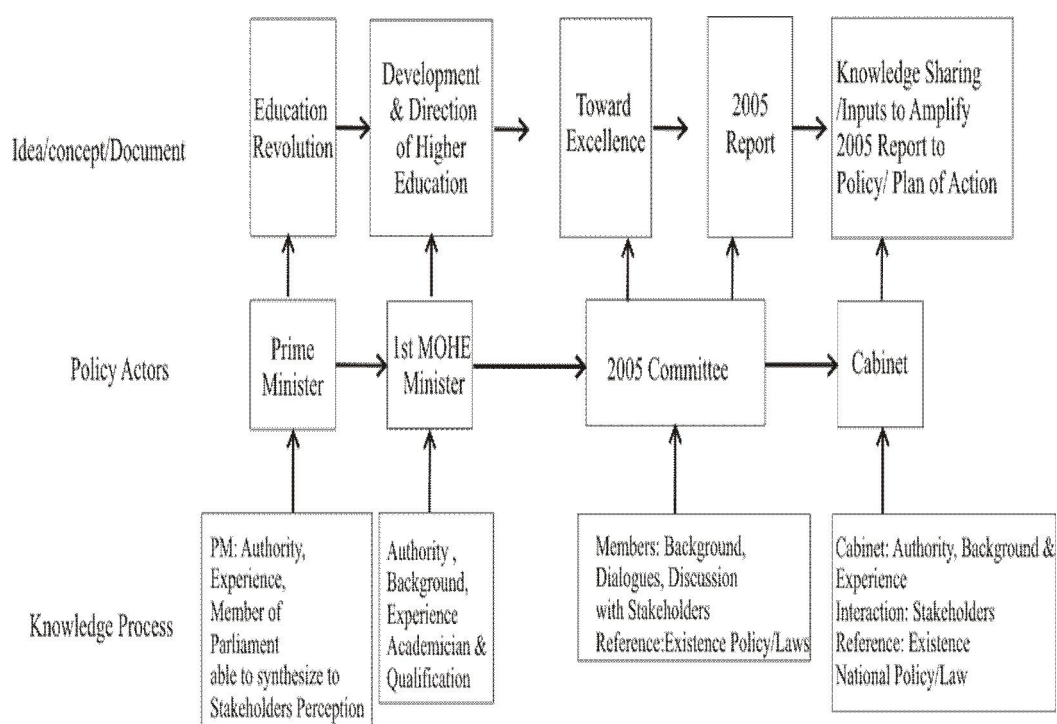 Idea/concept/Document
Education
Revolution
Development
& Direction
of Higher
Education
Toward
Excellence
2005
Report
Knowledge Sharing
/Inputs to Amplify
2005 Report to
Policy/ Plan of Action
Policy Actors
Prime
Minister
1st MOHE
Minister
2005 Committee
Cabinet
Knowledge Process
PM: Authority,
Experience,
Member of
Parliament
able to synthesize to
Stakeholders Perception
Authority ,
Background,
Experience
Academician &
Qualification
Members: Background,
Dialogues, Discussion
with Stakeholders
Reference:Existence Policy/Laws
Cabinet: Authority, Background &
Experience
Interaction: Stakeholders
Reference: Existence
National Policy/Law